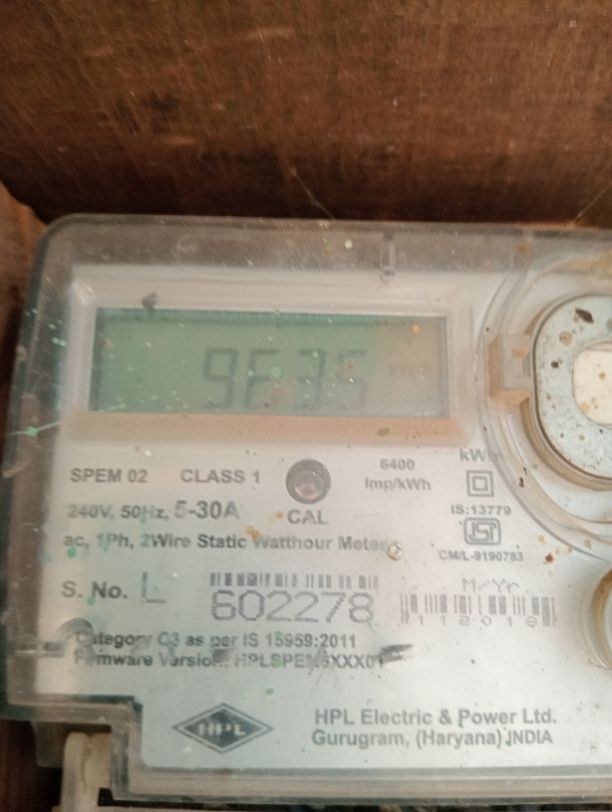 kWh
SPEM 02 CLASS 1
6400
Imp/kWh
kWh
240V, 50Hz, 5-30A
CAL
IS:13779
ac, 1Ph, 2Wire Static Watthour Meter
CM/L-9190783
S. No. L 602278
M/Yr.
112018
Category C3 as per IS 15959:2011
Firmware Version: HPLSPEM
HPL
HPL Electric & Power Ltd.
Gurugram, (Haryana) INDIA